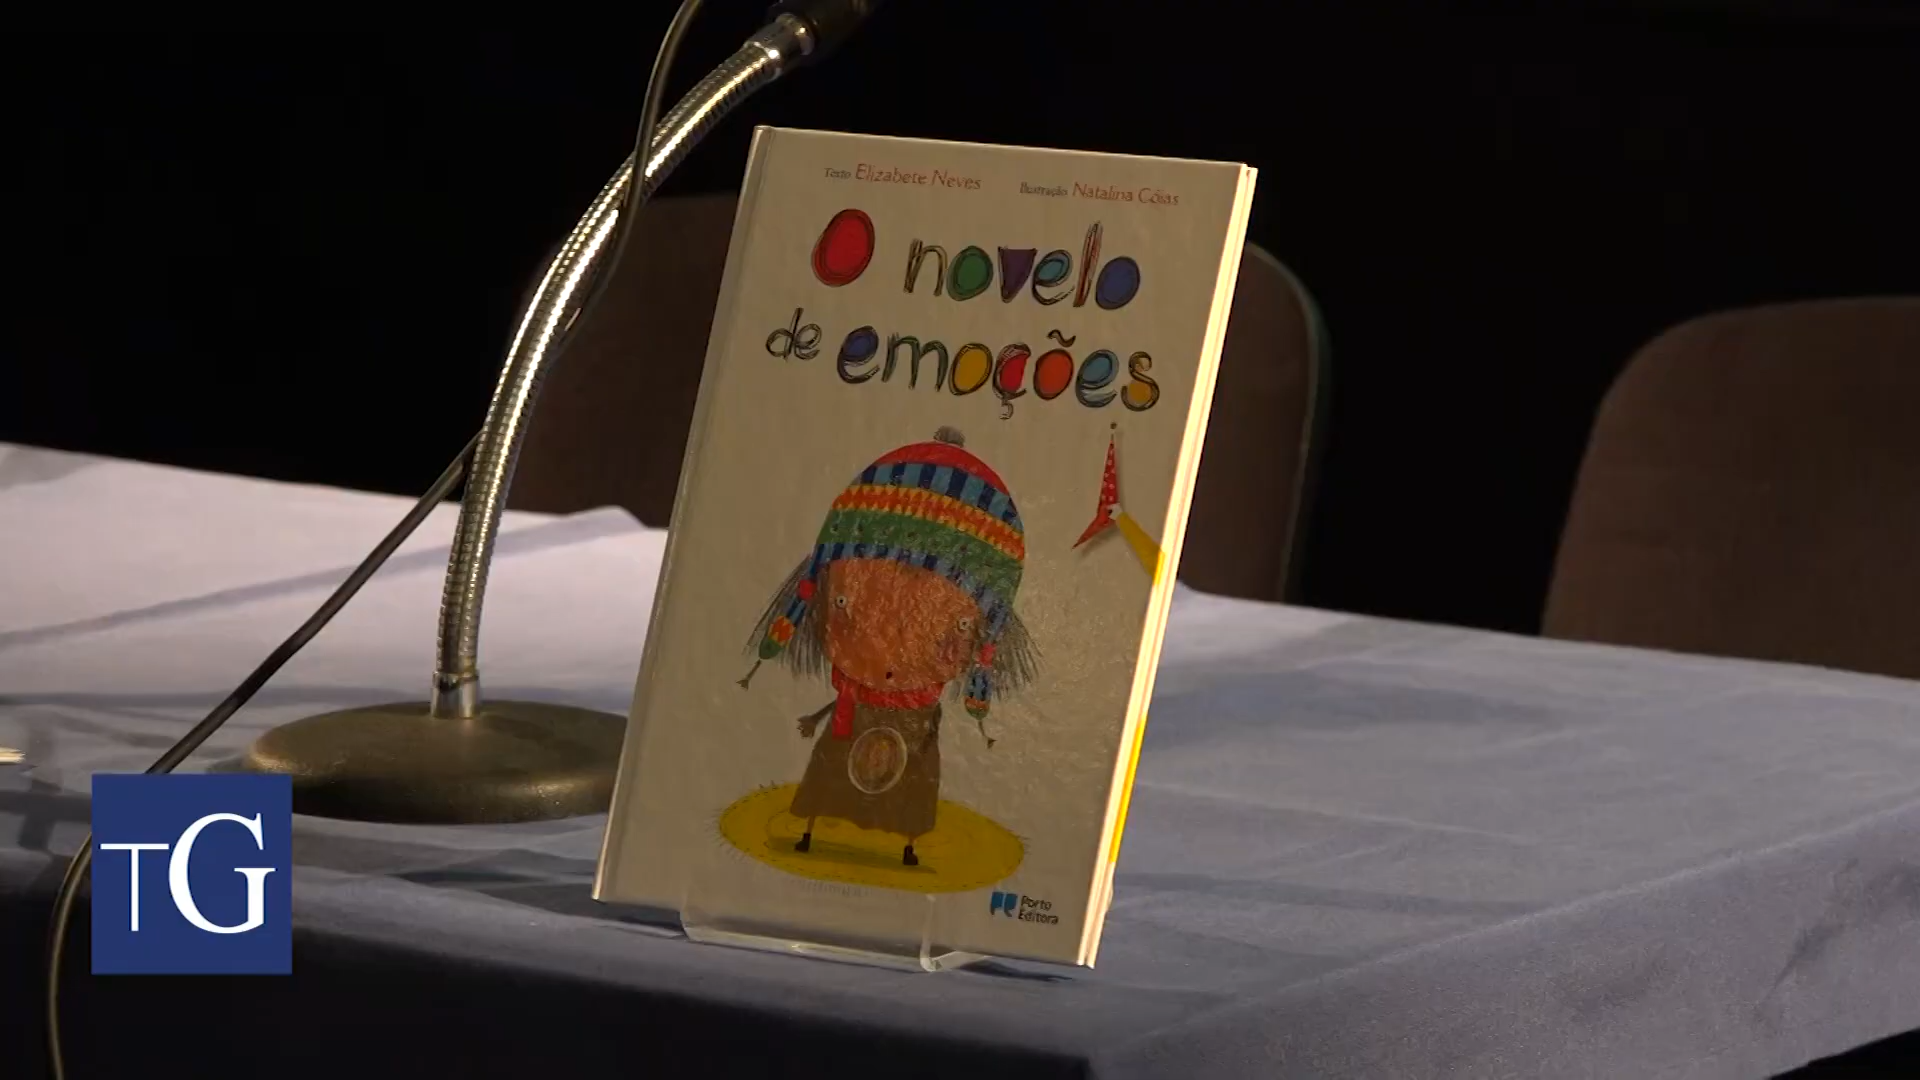 Texto Elizabete Neves
Ilustração Natalina Cóias
O novelo
de emoções
Porto
Editora
TG